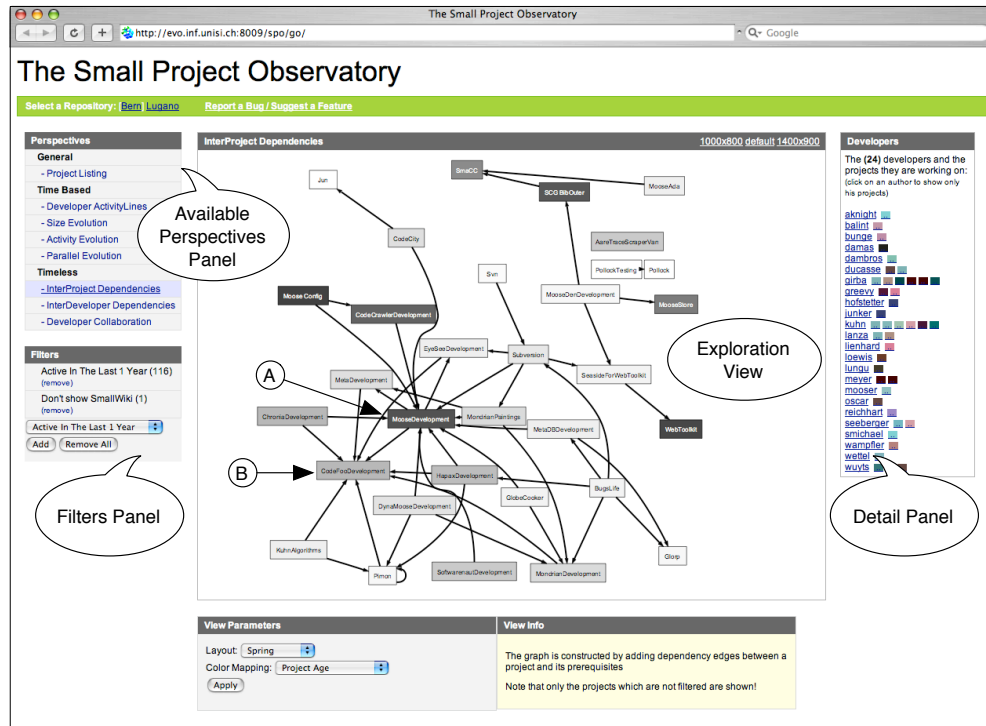 The Small Project Observatory
http://evo.inf.unisi.ch:8009/spo/go/
Google
The Small Project Observatory
Select a Repository: Bern Lugano Report a Bug / Suggest a Feature
Perspectives
General
- Project Listing
Time Based
- Developer ActivityLines
- Size Evolution
- Activity Evolution
- Parallel Evolution
Timeless
- InterProject Dependencies
- InterDeveloper Dependencies
- Developer Collaboration
Available
Perspectives
Panel
Filters
Active In The Last 1 Year (116)
(remove)
Don't show SmallWiki (1)
(remove)
Active In The Last 1 Year
Add Remove All
Filters Panel
InterProject Dependencies 1000x800 default 1400x900
Jun
SmaCC
SCG BibOuter
MooseAda
CodeCity
AareTraceScraperVan
Svn
PollockTesting
Pollock
Moose Config
MooseDenDevelopment
MooseStore
CodeCrawlerDevelopment
EyeSeeDevelopment
Subversion
SeasideForWebToolkit
Exploration
View
A
MetaDevelopment
ChroniaDevelopment
MooseDevelopment
MondrianPaintings
MetaDBDevelopment
WebToolkit
B
CodeFooDevelopment
HapaxDevelopment
BugsLife
DynaMooseDevelopment
GlobeCooker
KuhnAlgorithms
Pimon
SoftwarenautDevelopment
MondrianDevelopment
Glorp
Developers
The (24) developers and the
projects they are working on:
(click on an author to show only
his projects)
aknight
balint
bunge
damas
dambros
ducasse
girba
greevy
hofstetter
junker
kuhn
lanza
lienhard
loewis
lungu
meyer
mooser
oscar
reichhart
seeberger
smichael
wampfler
wettel
wuyts
Detail Panel
View Parameters
Layout: Spring
Color Mapping: Project Age
Apply
View Info
The graph is constructed by adding dependency edges between a
project and its prerequisites
Note that only the projects which are not filtered are shown!